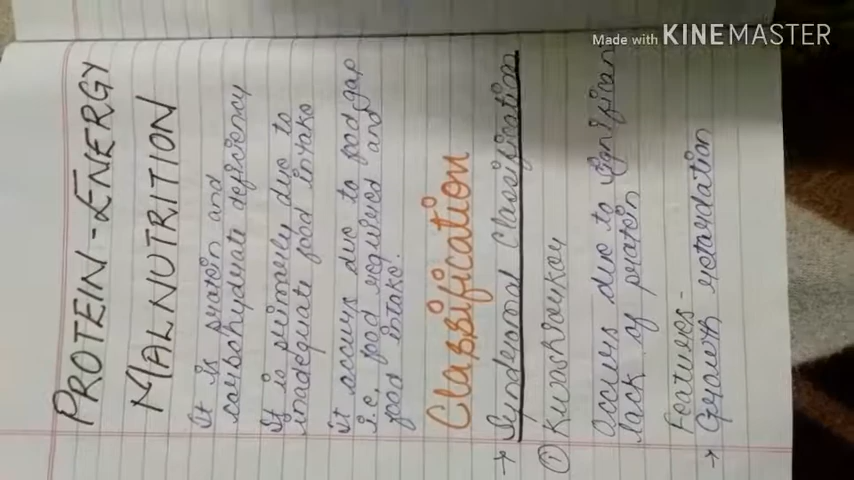 Made with KINEMASTER
PROTEIN-ENERGY
MALNUTRITION
It is protein and
carbohydrate deficiency
It is primarily due to
inadequate food intake
it occurs due to food gap
i.e, food required and
food intake.
Classification
→ Syndromal Classification
① Kwashiorkor
Occurs due to significan
lack of protein
Features-
→ Growth retardation